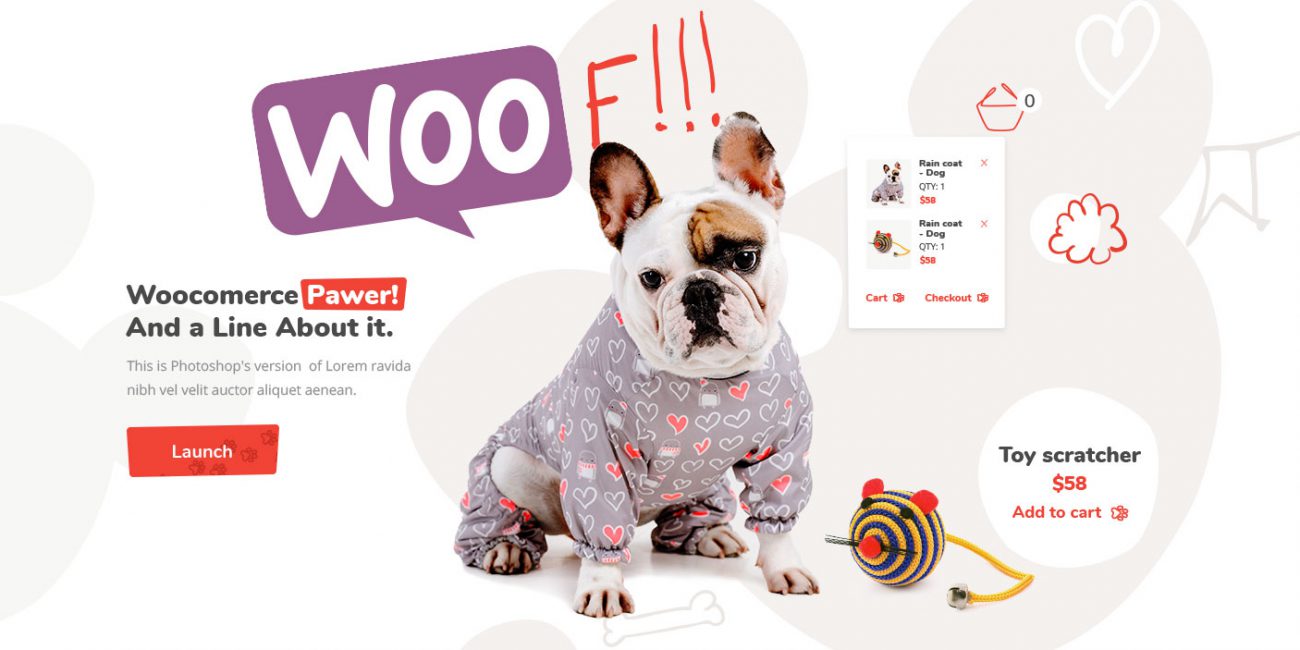 WOO
F!!!
0
Rain coat
- Dog
QTY: 1
$58
Rain coat
- Dog
QTY: 1
$58
Cart
Checkout
Woocomerce Pawer!
And a Line About it.
This is Photoshop's version of Lorem ravida
nibh vel velit auctor aliquet aenean.
Launch
Toy scratcher
$58
Add to cart